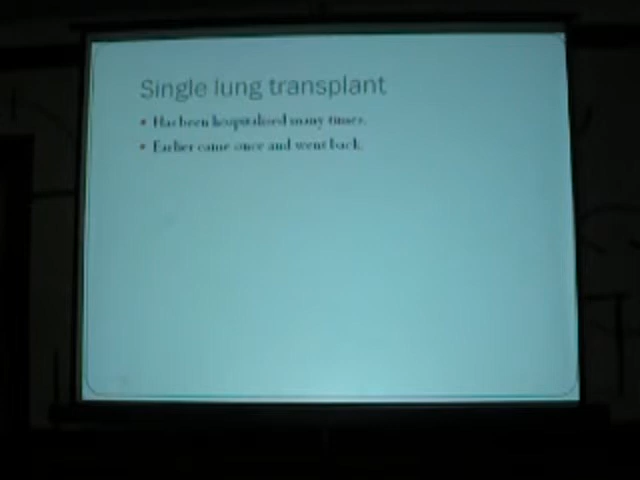 Single lung transplant
• Has been hospitalised many times.
• Earlier came once and went back.